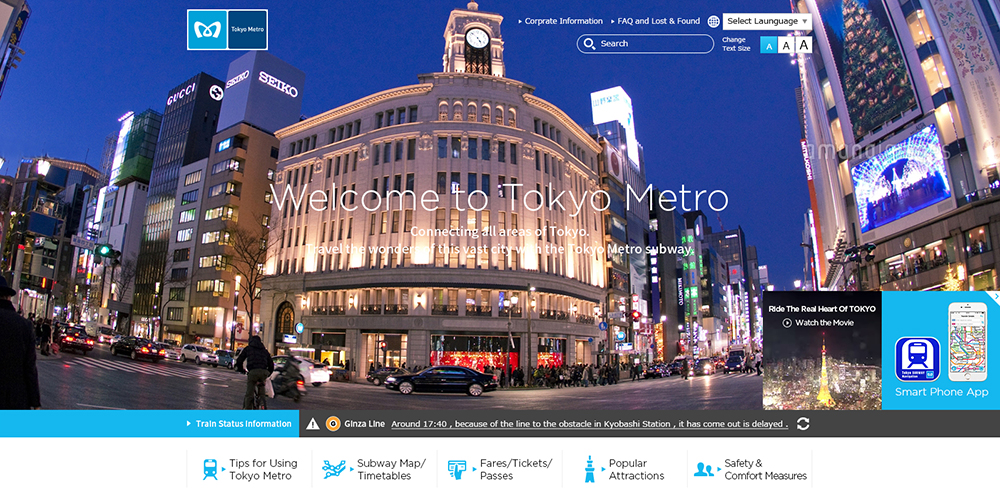 Tokyo Metro
Corprate Information
FAQ and Lost & Found
Select Launguage
Search
Change
Text Size
A A A
GUCCI
SEIKO
SEIKO
Welcome to Tokyo Metro
Connecting all areas of Tokyo.
Travel the wonders of this vast city with the Tokyo Metro subway.
Ride The Real Heart Of TOKYO
Watch the Movie
Smart Phone App
Train Status Information
Ginza Line
Around 17:40 , because of the line to the obstacle in Kyobashi Station , it has come out is delayed .
Tips for Using
Tokyo Metro
Subway Map/
Timetables
Fares/Tickets/
Passes
Popular
Attractions
Safety &
Comfort Measures